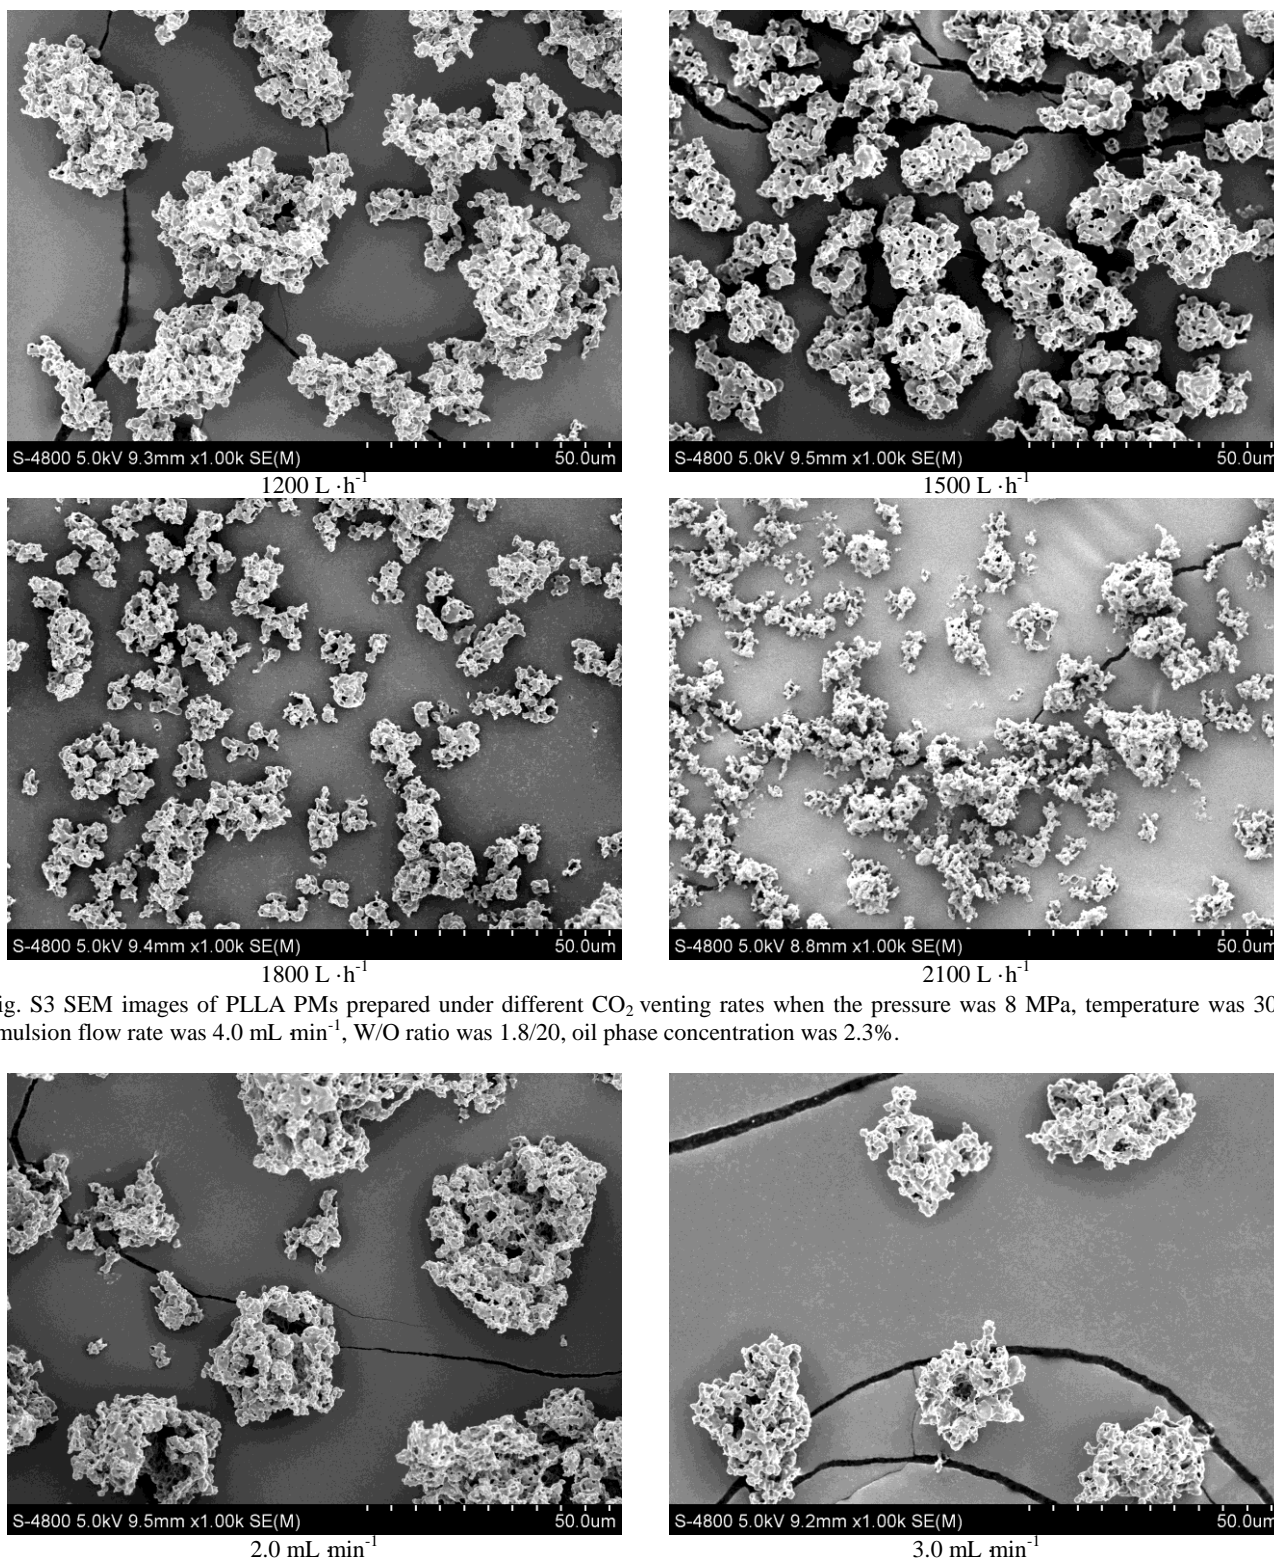 S-4800 5.0kV 9.3mm x1.00k SE(M) 50.0um
S-4800 5.0kV 9.5mm x1.00k SE(M) 50.0um
1200 L ·h⁻¹
1500 L ·h⁻¹
S-4800 5.0kV 9.4mm x1.00k SE(M) 50.0um
S-4800 5.0kV 8.8mm x1.00k SE(M) 50.0um
1800 L ·h⁻¹
2100 L ·h⁻¹
ig. S3 SEM images of PLLA PMs prepared under different CO₂ venting rates when the pressure was 8 MPa, temperature was 30
mulsion flow rate was 4.0 mL·min⁻¹, W/O ratio was 1.8/20, oil phase concentration was 2.3%.
S-4800 5.0kV 9.5mm x1.00k SE(M) 50.0um
S-4800 5.0kV 9.2mm x1.00k SE(M) 50.0um
2.0 mL·min⁻¹
3.0 mL·min⁻¹